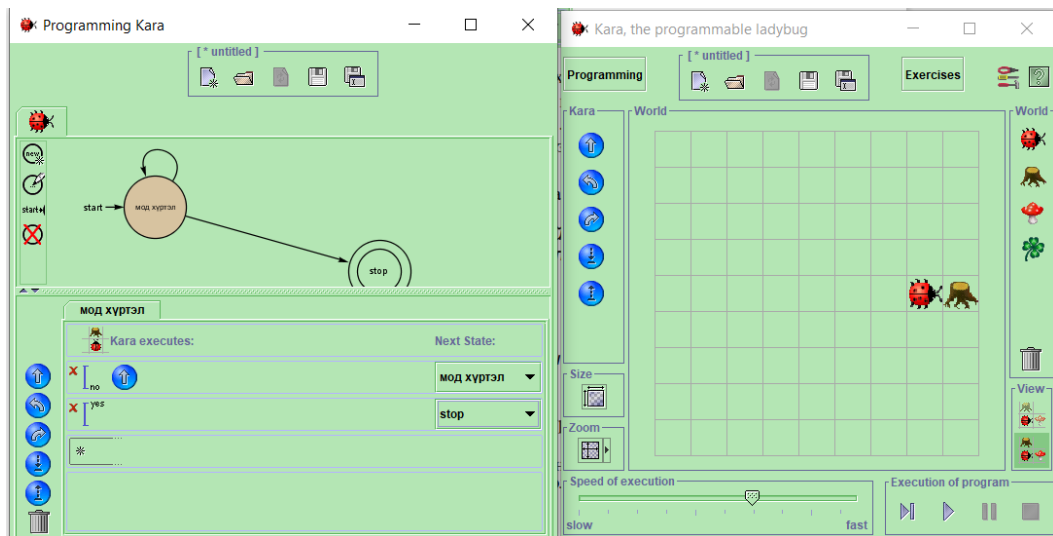 Programming Kara
[ * untitled ]
new
start
start
мод хүртэл
stop
мод хүртэл
Kara executes:
Next State:
no
мод хүртэл
yes
stop
Kara, the programmable ladybug
Programming
[ * untitled ]
Exercises
Kara
World
World
Size
Zoom
View
Speed of execution
slow
fast
Execution of program